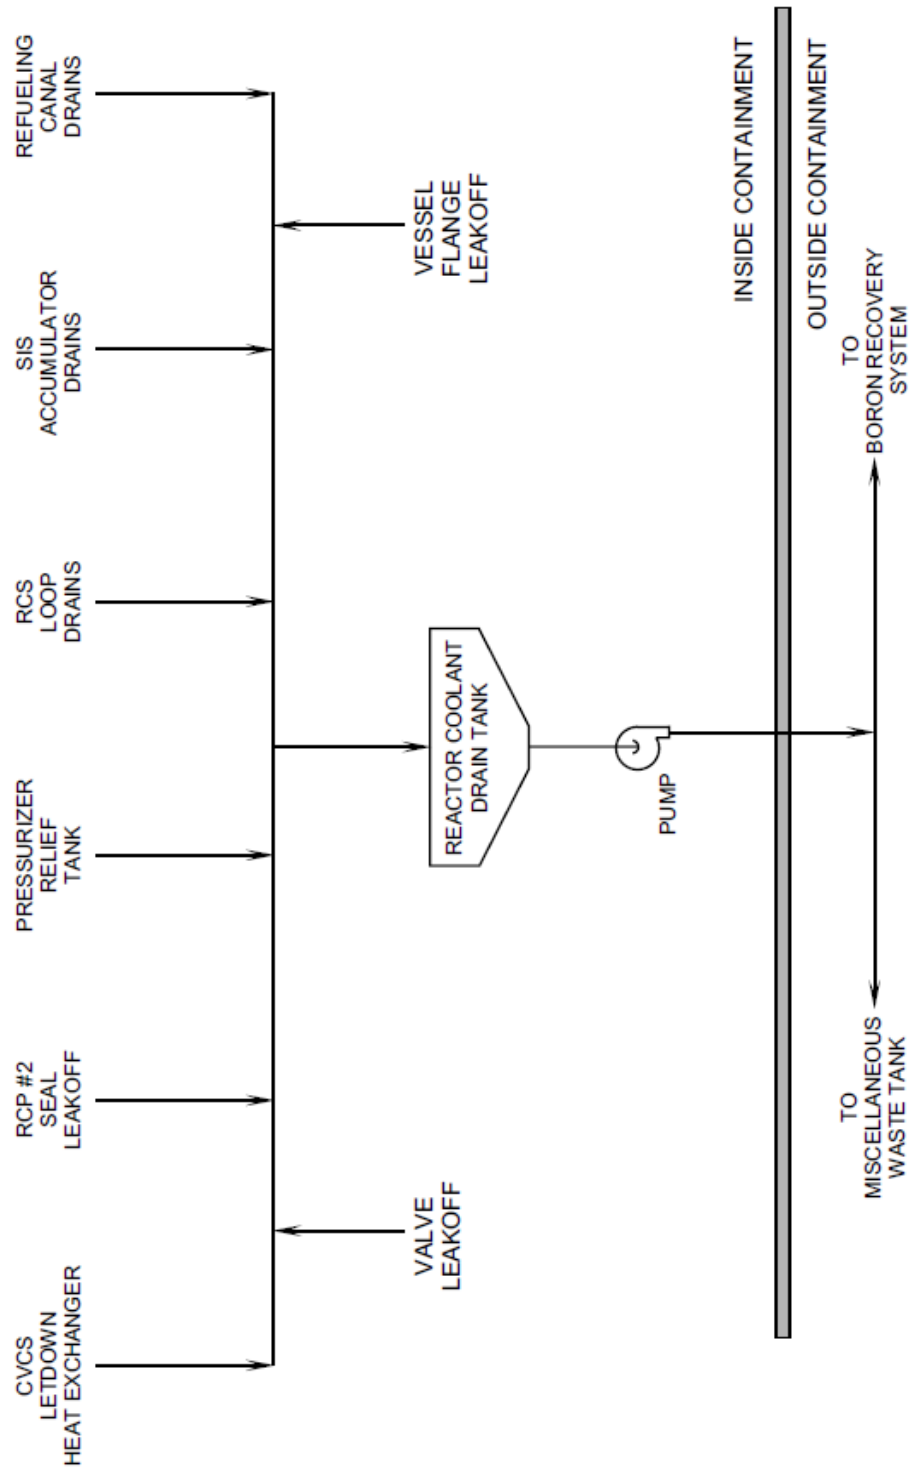 CVCS
LETDOWN
HEAT EXCHANGER
RCP #2
SEAL
LEAKOFF
PRESSURIZER
RELIEF
TANK
RCS
LOOP
DRAINS
SIS
ACCUMULATOR
DRAINS
REFUELING
CANAL
DRAINS
VALVE
LEAKOFF
VESSEL
FLANGE
LEAKOFF
REACTOR COOLANT
DRAIN TANK
PUMP
INSIDE CONTAINMENT
OUTSIDE CONTAINMENT
TO
MISCELLANEOUS
WASTE TANK
TO
BORON RECOVERY
SYSTEM